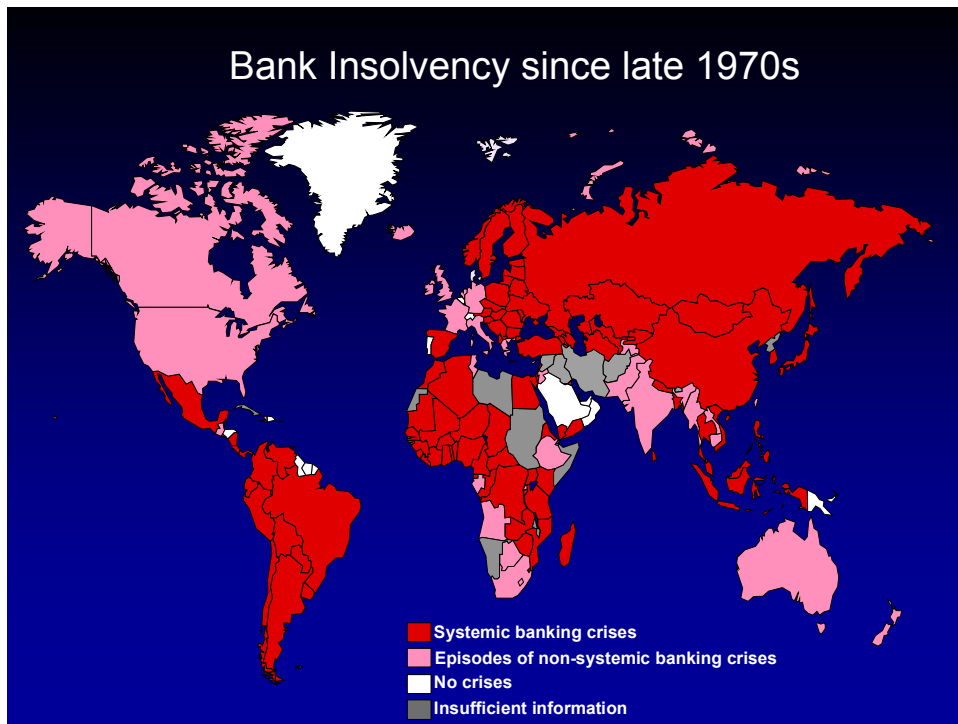 Bank Insolvency since late 1970s
Systemic banking crises
Episodes of non-systemic banking crises
No crises
Insufficient information